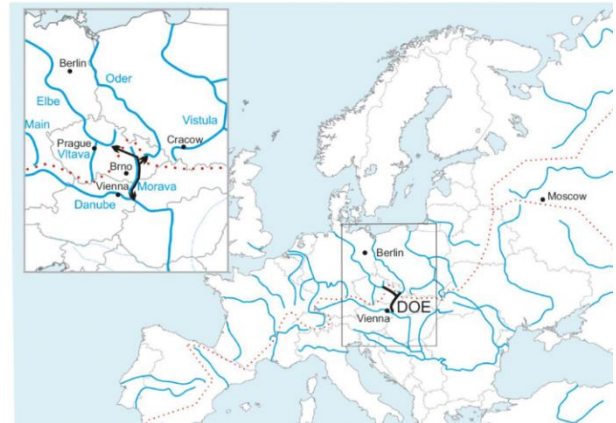 Berlin
Oder
Elbe
Main
Vistula
Prague
Cracow
Vltava
Brno
Vienna
Morava
Danube
Moscow
Berlin
DOE
Vienna